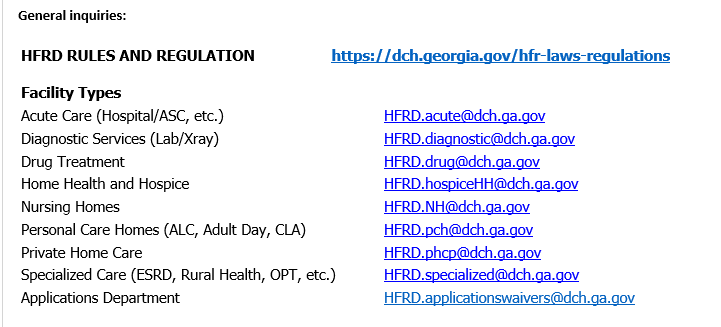 General inquiries:
HFRD RULES AND REGULATION https://dch.georgia.gov/hfr-laws-regulations
Facility Types
Acute Care (Hospital/ASC, etc.) HFRD.acute@dch.ga.gov
Diagnostic Services (Lab/Xray) HFRD.diagnostic@dch.ga.gov
Drug Treatment HFRD.drug@dch.ga.gov
Home Health and Hospice HFRD.hospiceHH@dch.ga.gov
Nursing Homes HFRD.NH@dch.ga.gov
Personal Care Homes (ALC, Adult Day, CLA) HFRD.pch@dch.ga.gov
Private Home Care HFRD.phcp@dch.ga.gov
Specialized Care (ESRD, Rural Health, OPT, etc.) HFRD.specialized@dch.ga.gov
Applications Department HFRD.applicationswaivers@dch.ga.gov